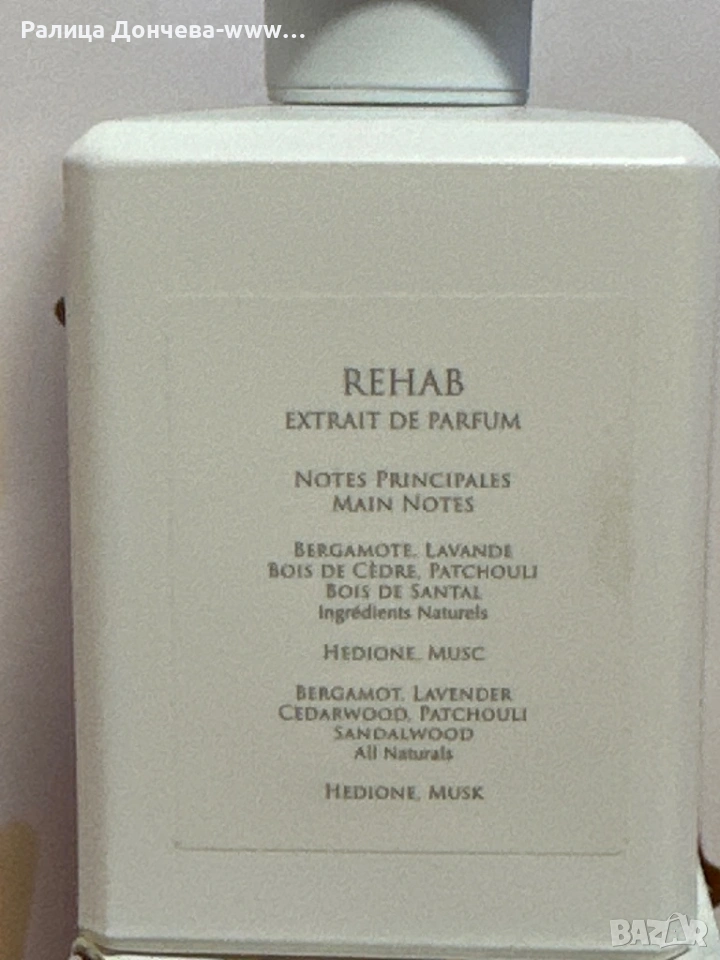 Ралица Дончева-www...
REHAB
EXTRAIT DE PARFUM
NOTES PRINCIPALES
MAIN NOTES
BERGAMOTE, LAVANDE
BOIS DE CÈDRE, PATCHOULI
BOIS DE SANTAL
Ingrédients Naturels
HEDIONE, MUSC
BERGAMOT, LAVENDER
CEDARWOOD, PATCHOULI
SANDALWOOD
All Naturals
HEDIONE, MUSK
BAZAR